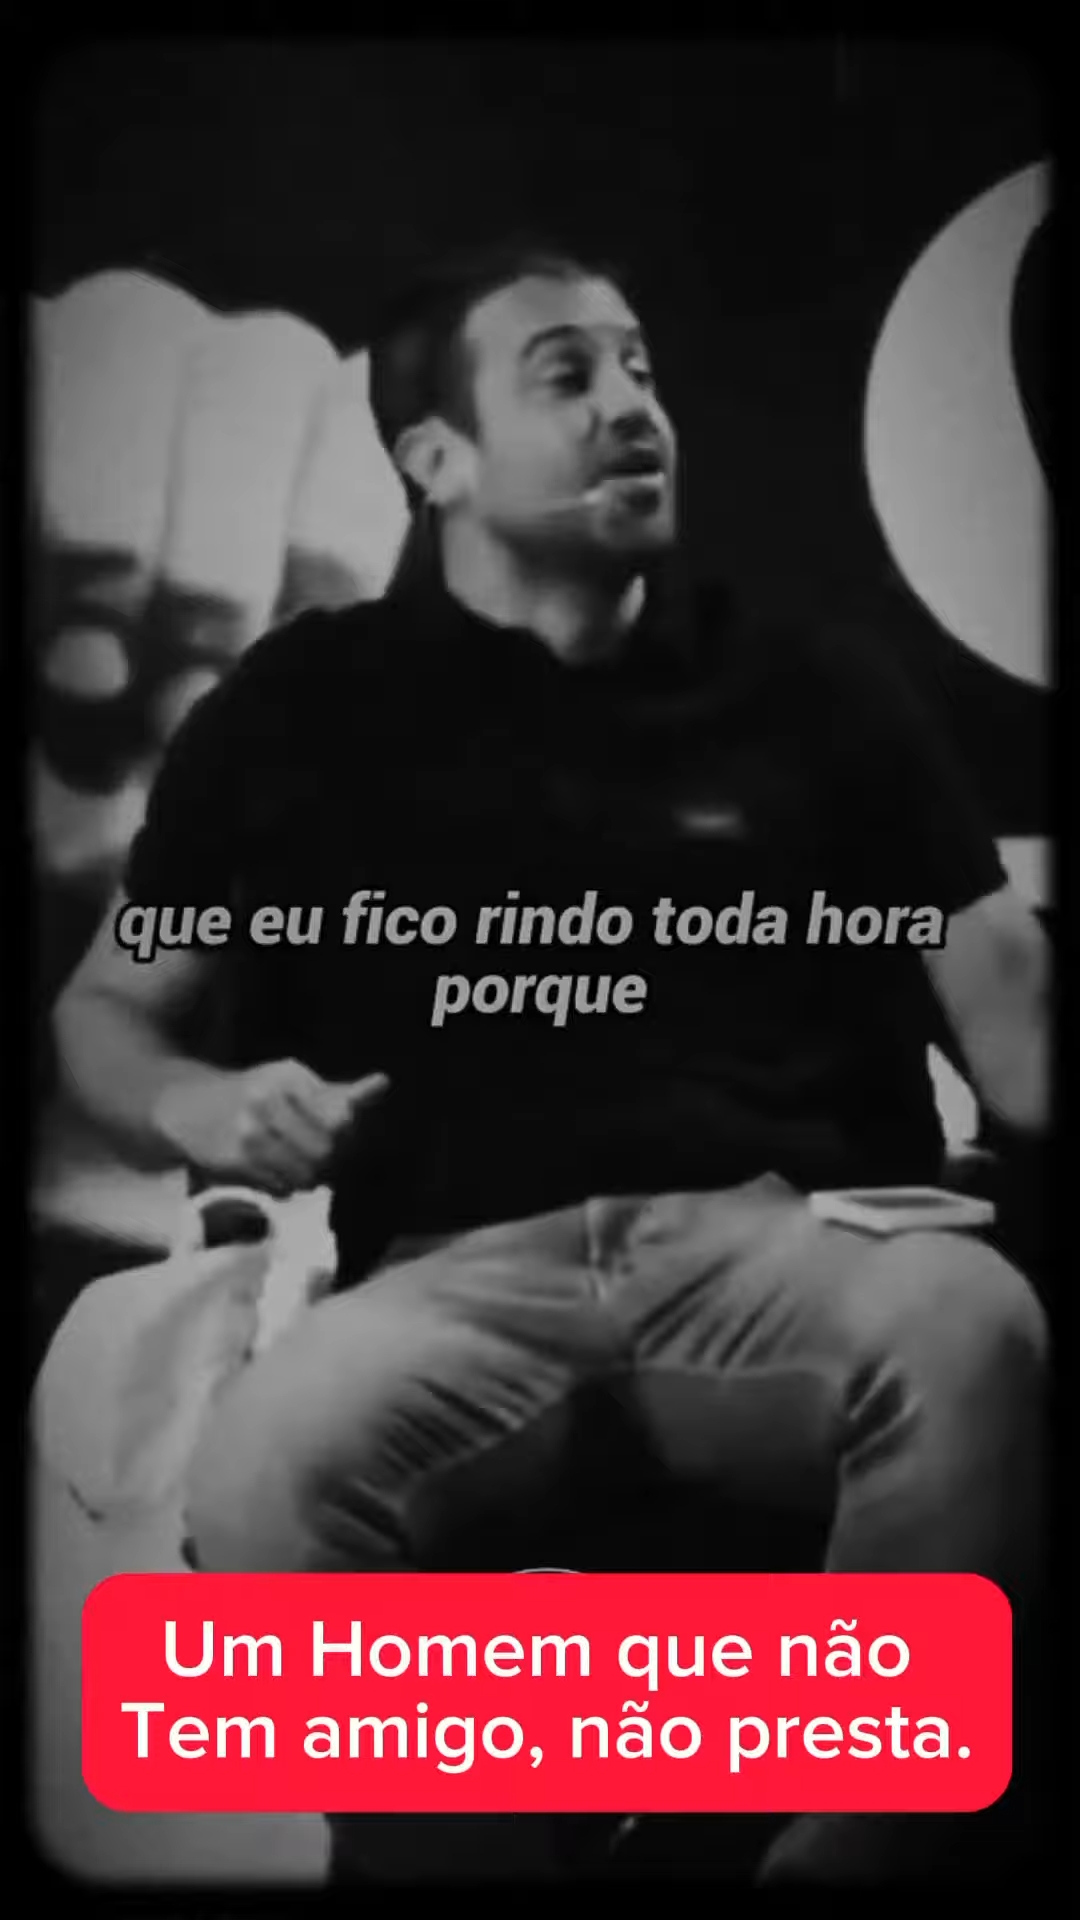 que eu fico rindo toda hora
porque
Um Homem que não
Tem amigo, não presta.